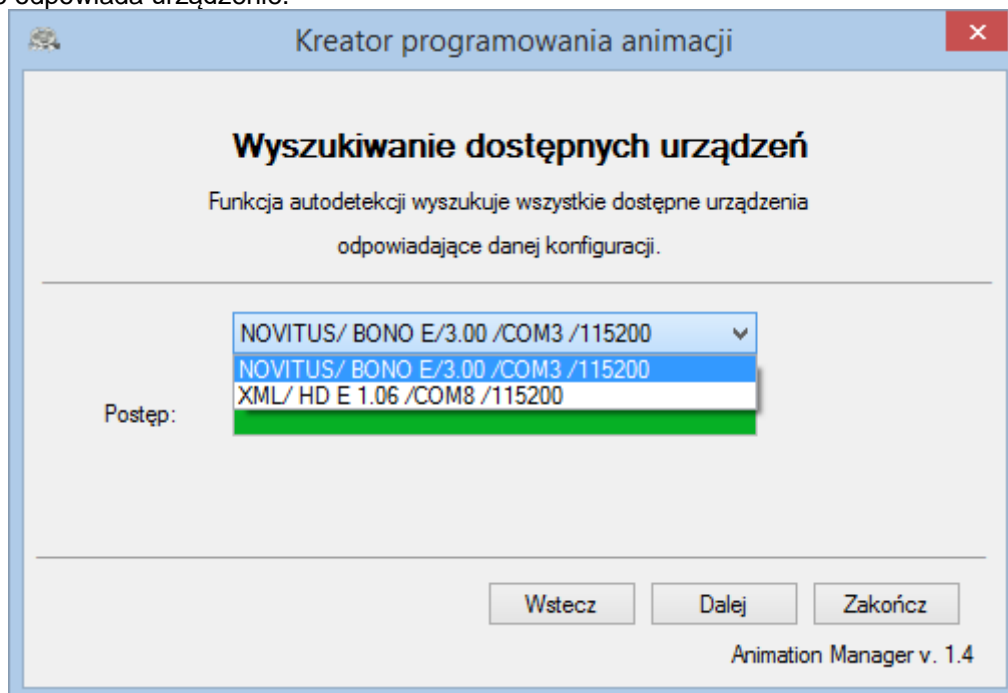 odpowiada urządzenie.
Kreator programowania animacji
Wyszukiwanie dostępnych urządzeń
Funkcja autodetekcji wyszukuje wszystkie dostępne urządzenia
odpowiadające danej konfiguracji.
NOVITUS/ BONO E/3.00 /COM3 /115200
NOVITUS/ BONO E/3.00 /COM3 /115200
XML/ HD E 1.06 /COM8 /115200
Postęp:
Wstecz Dalej Zakończ
Animation Manager v. 1.4